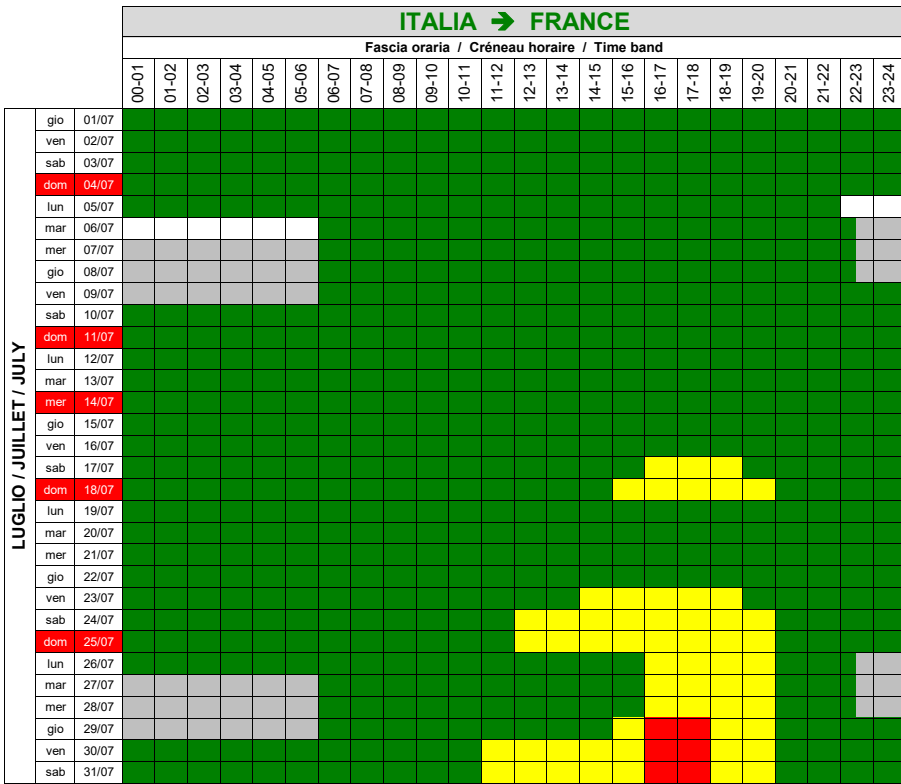 ITALIA ➔ FRANCE
Fascia oraria / Créneau horaire / Time band
00-01 01-02 02-03 03-04 04-05 05-06 06-07 07-08 08-09 09-10 10-11 11-12 12-13 13-14 14-15 15-16 16-17 17-18 18-19 19-20 20-21 21-22 22-23 23-24
LUGLIO / JUILLET / JULY
gio 01/07
ven 02/07
sab 03/07
dom 04/07
lun 05/07
mar 06/07
mer 07/07
gio 08/07
ven 09/07
sab 10/07
dom 11/07
lun 12/07
mar 13/07
mer 14/07
gio 15/07
ven 16/07
sab 17/07
dom 18/07
lun 19/07
mar 20/07
mer 21/07
gio 22/07
ven 23/07
sab 24/07
dom 25/07
lun 26/07
mar 27/07
mer 28/07
gio 29/07
ven 30/07
sab 31/07